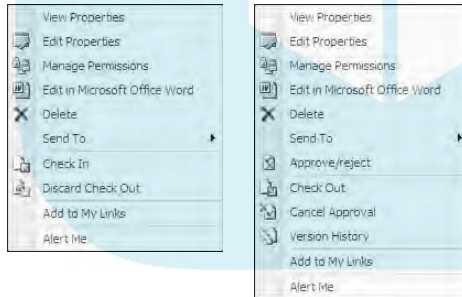 View Properties
Edit Properties
Manage Permissions
Edit in Microsoft Office Word
Delete
Send To
Check In
Discard Check Out
Add to My Links
Alert Me
View Properties
Edit Properties
Manage Permissions
Edit in Microsoft Office Word
Delete
Send To
Approve/reject
Check Out
Cancel Approval
Version History
Add to My Links
Alert Me